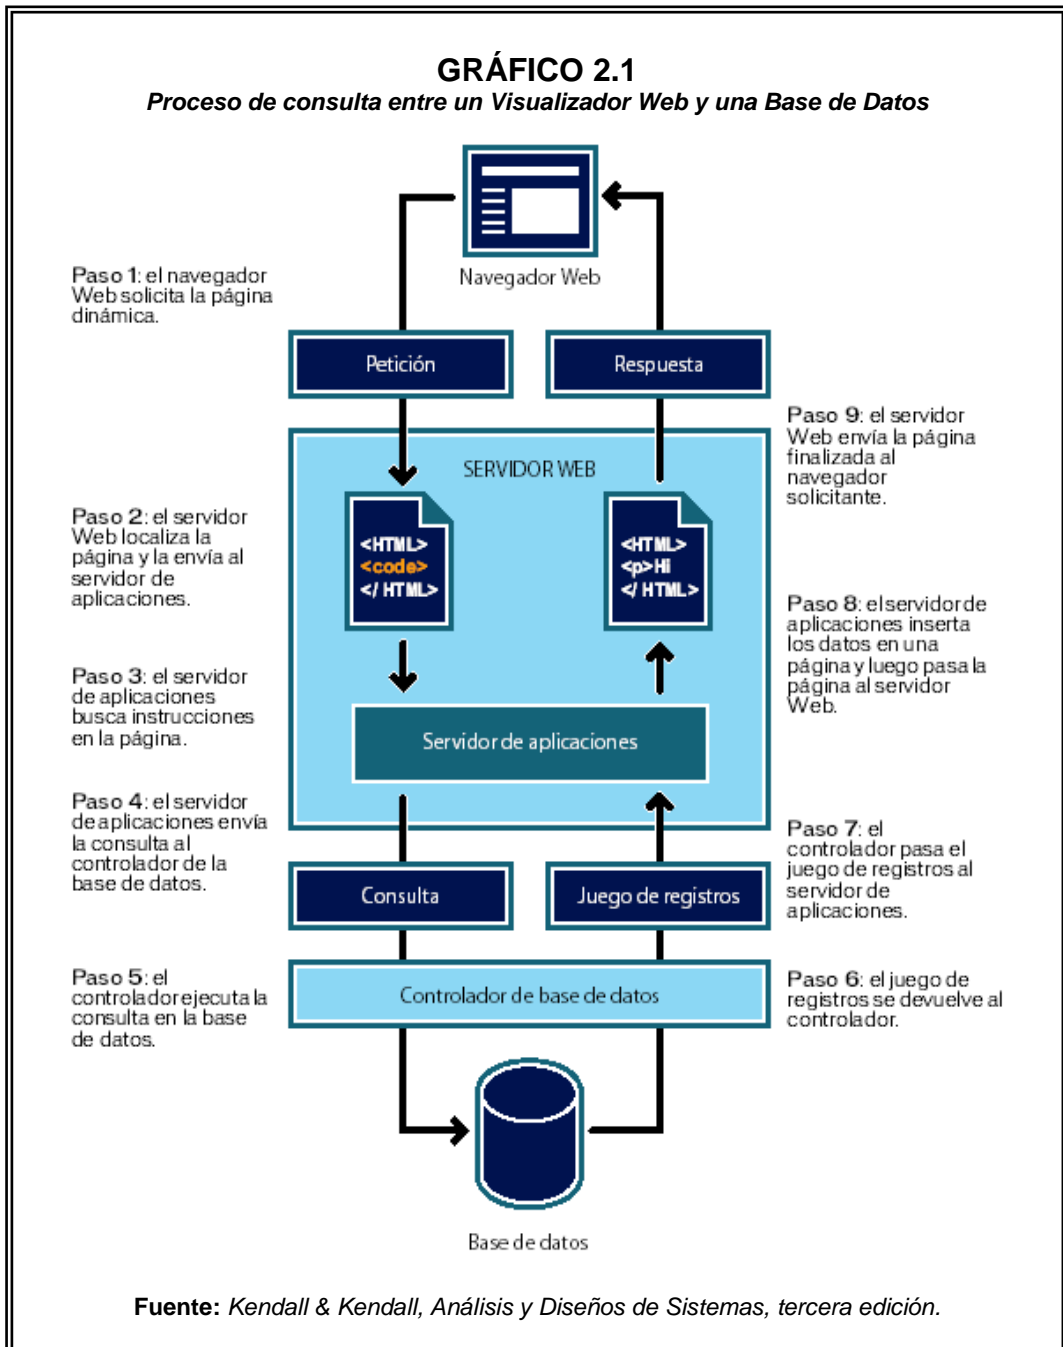 GRÁFICO 2.1
Proceso de consulta entre un Visualizador Web y una Base de Datos
Navegador Web
Paso 1: el navegador
Web solicita la página
dinámica.
Petición
Respuesta
Paso 9: el servidor
Web envía la página
finalizada al
navegador
solicitante.
SERVIDOR WEB
Paso 2: el servidor
Web localiza la
página y la envía al
servidor de
aplicaciones.
<HTML>
<code>
</ HTML>
<HTML>
<p>Hi
</ HTML>
Paso 8: el servidor de
aplicaciones inserta
los datos en una
página y luego pasa la
página al servidor
Web.
Paso 3: el servidor
de aplicaciones
busca instrucciones
en la página.
Servidor de aplicaciones
Paso 4: el servidor
de aplicaciones envía
la consulta al
controlador de la
base de datos.
Paso 7: el
controlador pasa el
juego de registros al
servidor de
aplicaciones.
Consulta
Juego de registros
Paso 5: el
controlador ejecuta la
consulta en la base
de datos.
Controlador de base de datos
Paso 6: el juego de
registros se devuelve al
controlador.
Base de datos
Fuente: Kendall & Kendall, Análisis y Diseños de Sistemas, tercera edición.